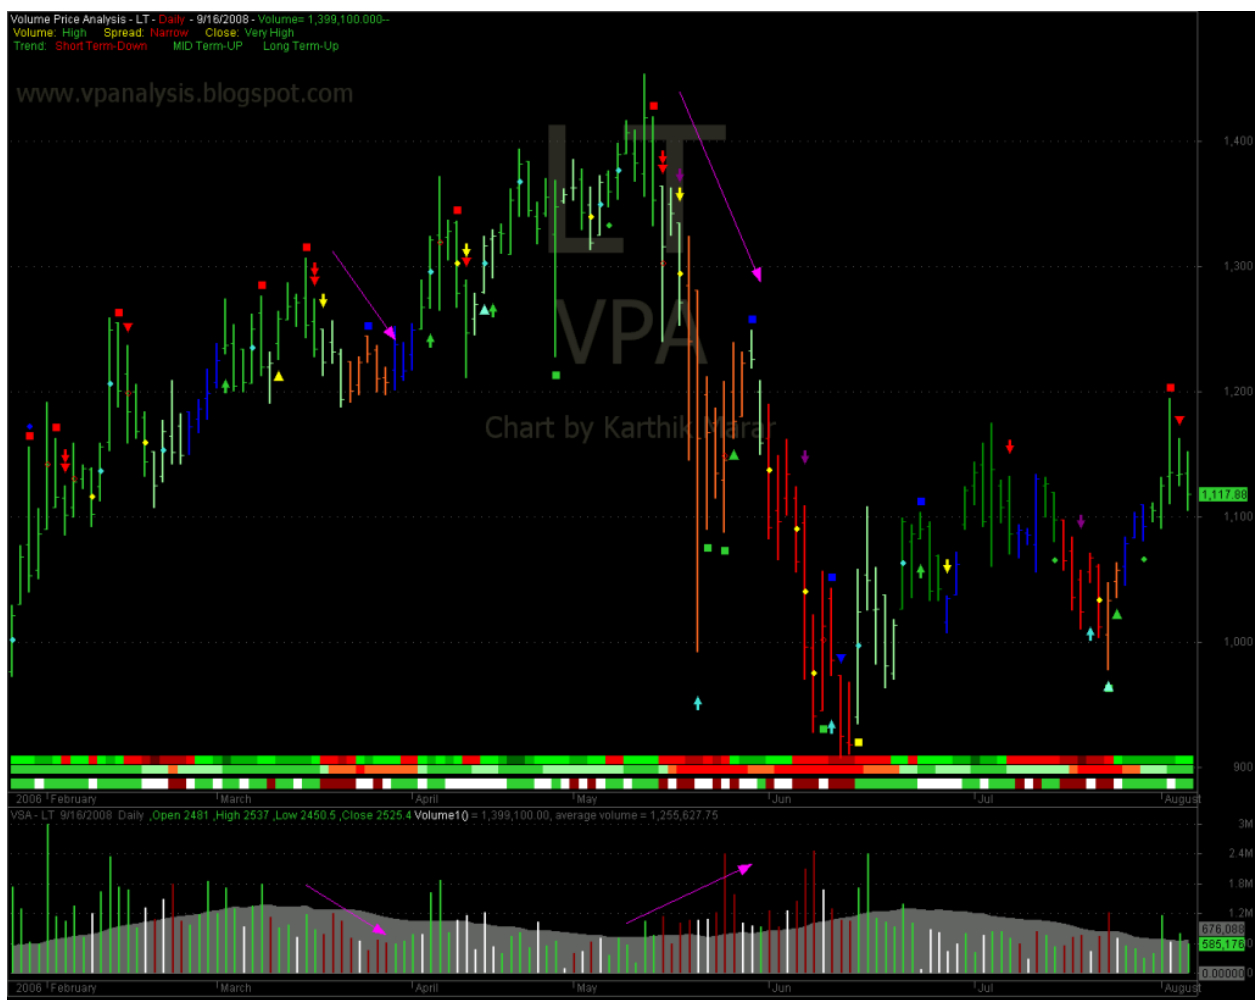 Volume Price Analysis - LT - Daily - 9/16/2008 - Volume= 1,399,100.000--
Volume: High Spread: Narrow Close: Very High
Trend: Short Term-Down MID Term-UP Long Term-Up
www.vpanalysis.blogspot.com
LT
VPA
Chart by Karthik Marar
1,400
1,300
1,200
1,117.88
1,100
1,000
900
2006 February March April May Jun Jul August
VSA - LT 9/16/2008 Daily ,Open 2481 ,High 2537 ,Low 2450.5 ,Close 2525.4 Volume1() = 1,399,100.00, average volume = 1,255,627.75
3M
2.4M
1.8M
1.2M
676,088
585,176
0.00000
2006 February March April May Jun Jul August